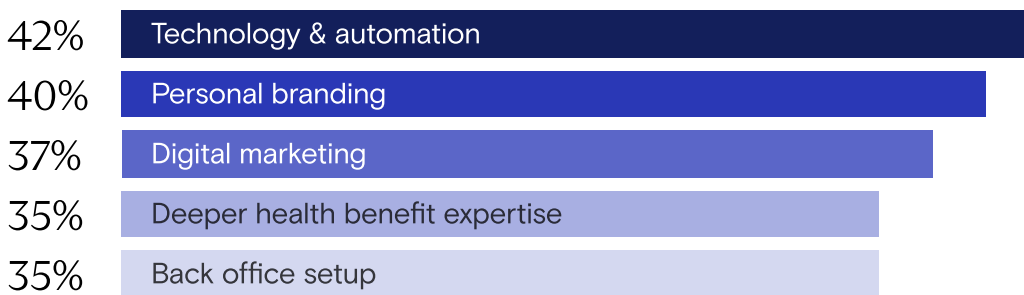 42% Technology & automation
40% Personal branding
37% Digital marketing
35% Deeper health benefit expertise
35% Back office setup